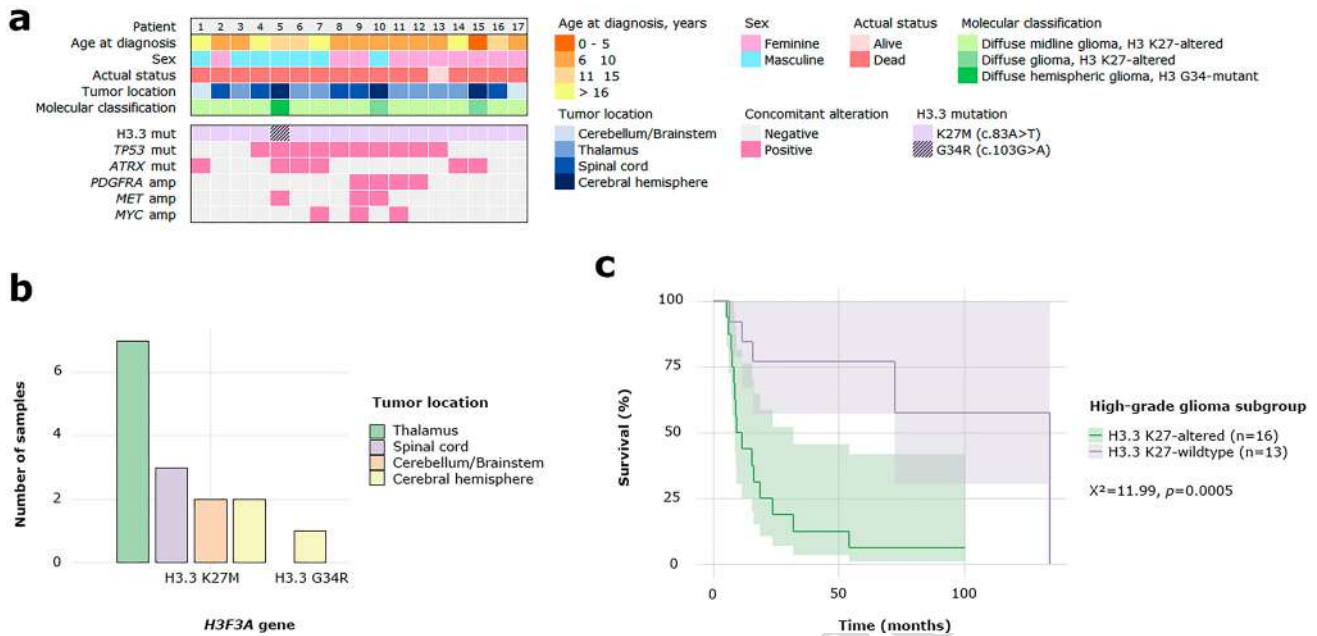 a
Patient 1 2 3 4 5 6 7 8 9 10 11 12 13 14 15 16 17
Age at diagnosis
Sex
Actual status
Tumor location
Molecular classification
H3.3 mut
TP53 mut
ATRX mut
PDGFRA amp
MET amp
MYC amp
Age at diagnosis, years
0 - 5
6 10
11 15
> 16
Sex
Feminine
Masculine
Actual status
Alive
Dead
Molecular classification
Diffuse midline glioma, H3 K27-altered
Diffuse glioma, H3 K27-altered
Diffuse hemispheric glioma, H3 G34-mutant
Tumor location
Cerebellum/Brainstem
Thalamus
Spinal cord
Cerebral hemisphere
Concomitant alteration
Negative
Positive
H3.3 mutation
K27M (c.83A>T)
G34R (c.103G>A)
b
Number of samples
6
4
2
0
H3.3 K27M
H3.3 G34R
H3F3A gene
Tumor location
Thalamus
Spinal cord
Cerebellum/Brainstem
Cerebral hemisphere
c
Survival (%)
100
75
50
25
0
0 50 100
Time (months)
High-grade glioma subgroup
H3.3 K27-altered (n=16)
H3.3 K27-wildtype (n=13)
X²=11.99, p=0.0005